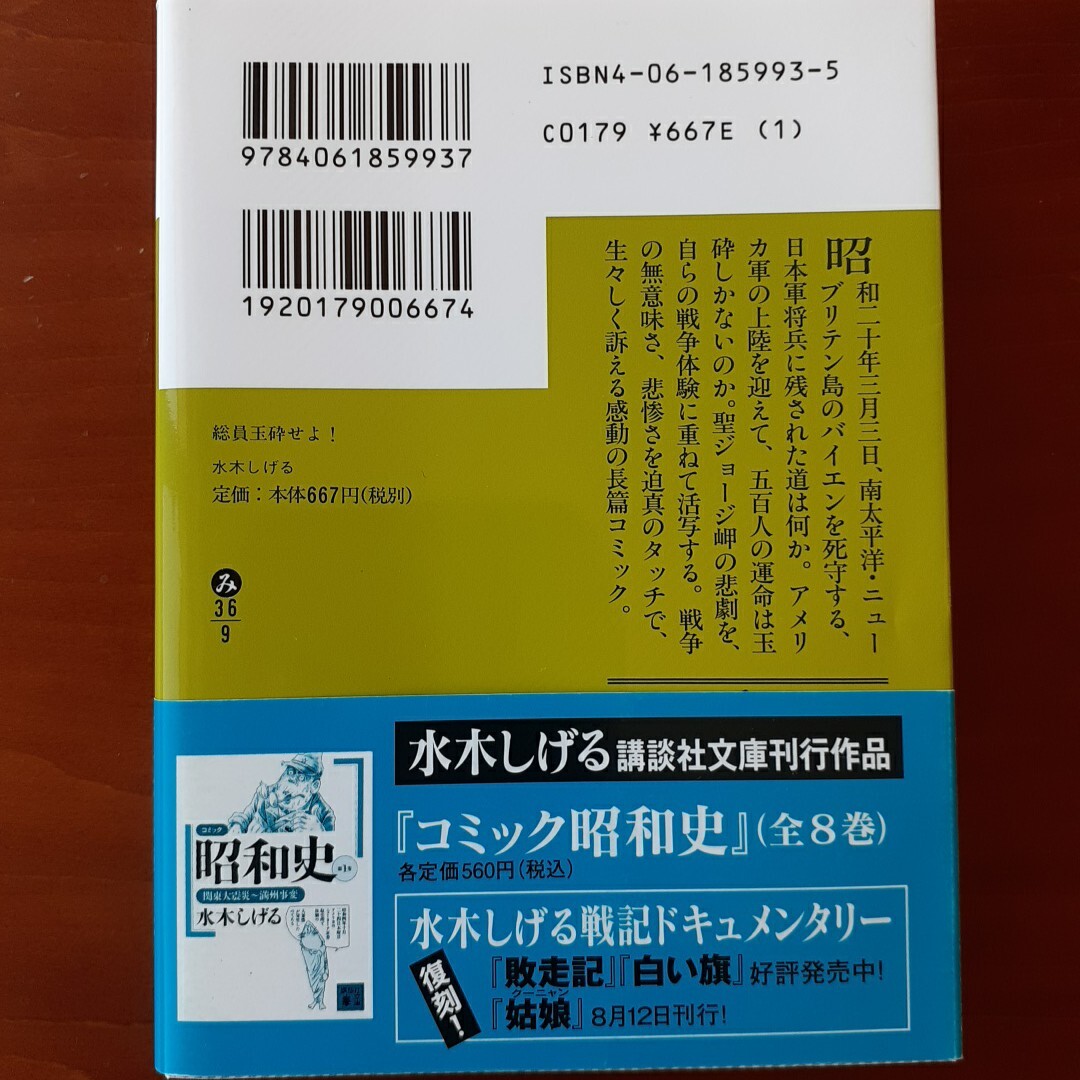 9784061859937
1920179006674
ISBN4-06-185993-5
C0179 ¥667E (1)
昭和二十年三月三日、南太平洋・ニュー
ブリテン島のバイエンを死守する、
日本軍将兵に残された道は何か。アメリ
カ軍の上陸を迎えて、五百人の運命は玉
砕しかないのか。聖ジョージ岬の悲劇を、
自らの戦争体験に重ねて活写する。戦争
の無意味さ、悲惨さを迫真のタッチで、
生々しく訴える感動の長篇コミック。
総員玉砕せよ!
水木しげる
定価:本体667円(税別)
み
36
9
水木しげる講談社文庫刊行作品
『コミック昭和史』(全8巻)
各定価560円(税込)
水木しげる戦記ドキュメンタリー
復刻!
『敗走記』『白い旗』好評発売中!
クーニャン
『姑娘』8月12日刊行!
コミック
昭和史
第1巻
関東大震災~満州事変
水木しげる